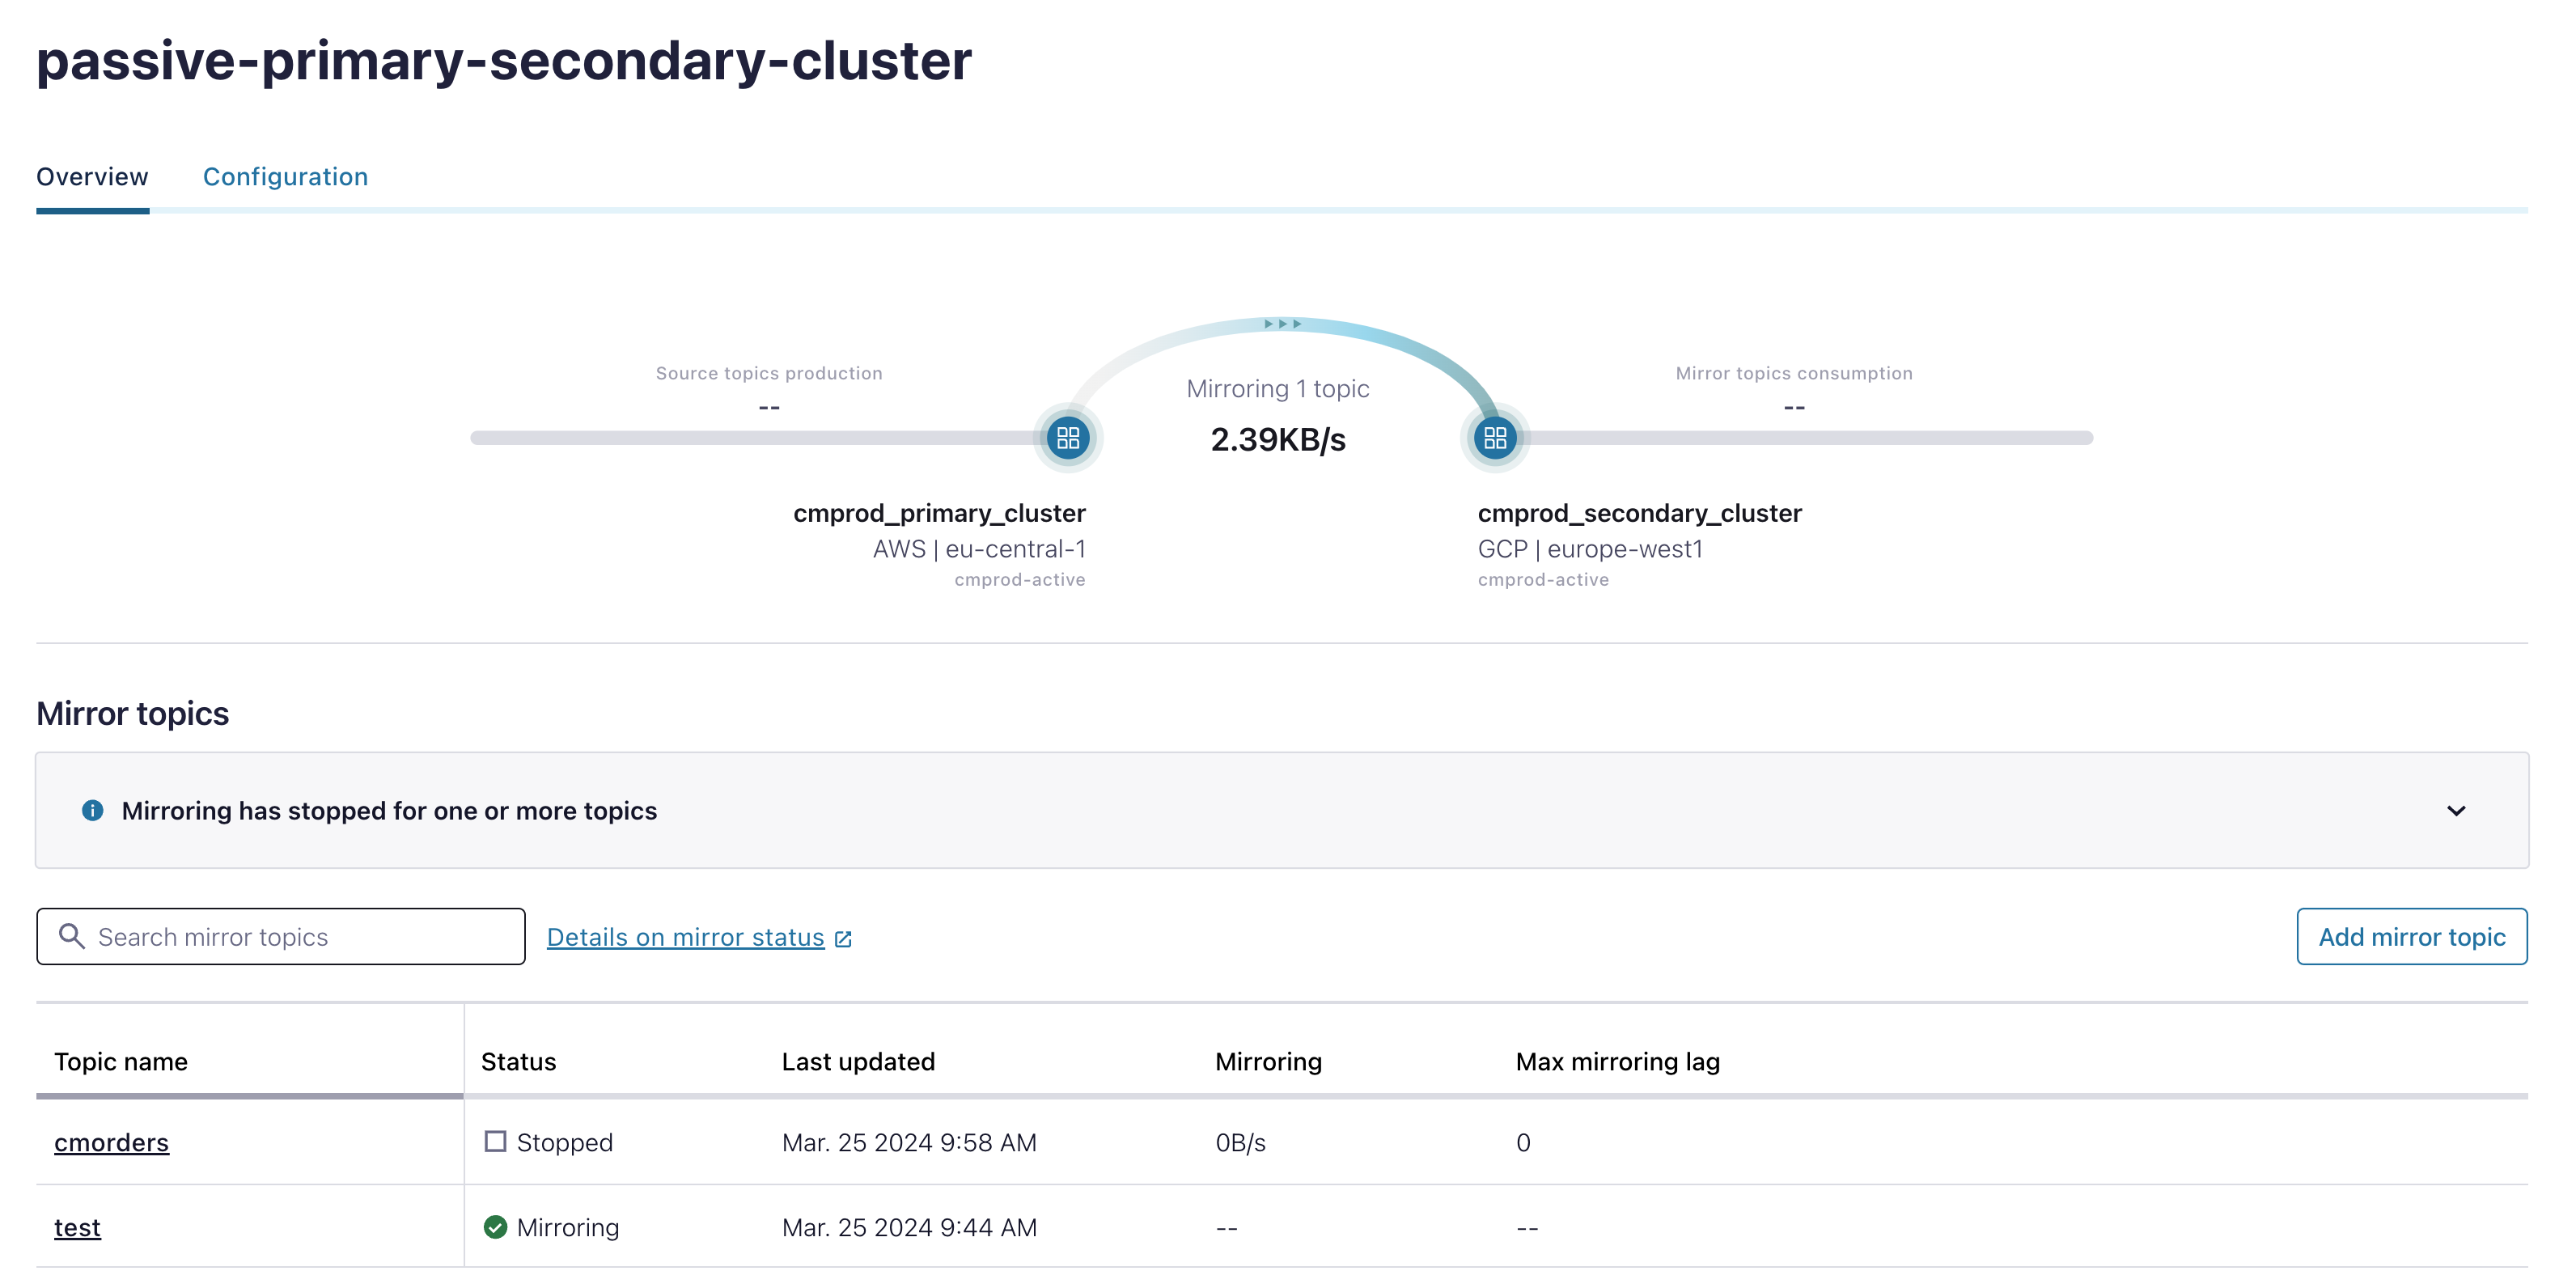 passive-primary-secondary-cluster
Overview Configuration
Source topics production
--
Mirroring 1 topic
2.39KB/s
Mirror topics consumption
--
cmprod_primary_cluster
AWS | eu-central-1
cmprod-active
cmprod_secondary_cluster
GCP | europe-west1
cmprod-active
Mirror topics
Mirroring has stopped for one or more topics
Search mirror topics Details on mirror status Add mirror topic
Topic name Status Last updated Mirroring Max mirroring lag
cmorders Stopped Mar. 25 2024 9:58 AM 0B/s 0
test Mirroring Mar. 25 2024 9:44 AM -- --